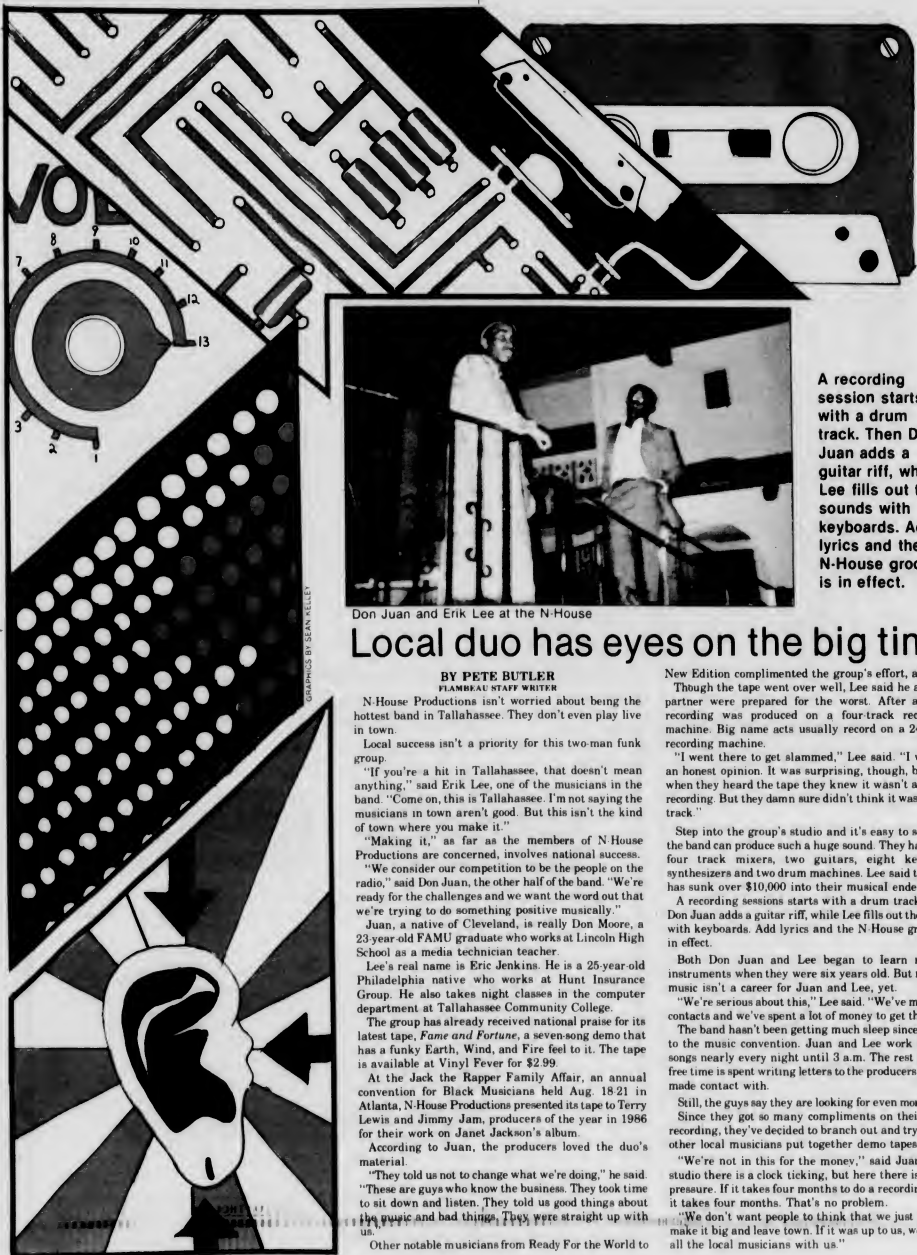 VOL
7
8
9
10
11
12
13
3
2
1
GRAPHICS BY SEAN KELLEY
A recording
session starts
with a drum
track. Then D
Juan adds a
guitar riff, wh
Lee fills out t
sounds with
keyboards. Ad
lyrics and the
N-House groo
is in effect.
Don Juan and Erik Lee at the N-House
Local duo has eyes on the big tin
BY PETE BUTLER
FLAMBEAU STAFF WRITER
N-House Productions isn't worried about being the
hottest band in Tallahassee. They don't even play live
in town.
Local success isn't a priority for this two-man funk
group.
"If you're a hit in Tallahassee, that doesn't mean
anything," said Erik Lee, one of the musicians in the
band. "Come on, this is Tallahassee. I'm not saying the
musicians in town aren't good. But this isn't the kind
of town where you make it."
"Making it," as far as the members of N-House
Productions are concerned, involves national success.
"We consider our competition to be the people on the
radio," said Don Juan, the other half of the band. "We're
ready for the challenges and we want the word out that
we're trying to do something positive musically."
Juan, a native of Cleveland, is really Don Moore, a
23-year-old FAMU graduate who works at Lincoln High
School as a media technician teacher.
Lee's real name is Eric Jenkins. He is a 25-year-old
Philadelphia native who works at Hunt Insurance
Group. He also takes night classes in the computer
department at Tallahassee Community College.
The group has already received national praise for its
latest tape, Fame and Fortune, a seven-song demo that
has a funky Earth, Wind, and Fire feel to it. The tape
is available at Vinyl Fever for $2.99.
At the Jack the Rapper Family Affair, an annual
convention for Black Musicians held Aug. 18-21 in
Atlanta, N-House Productions presented its tape to Terry
Lewis and Jimmy Jam, producers of the year in 1986
for their work on Janet Jackson's album.
According to Juan, the producers loved the duo's
material.
"They told us not to change what we're doing," he said.
"These are guys who know the business. They took time
to sit down and listen. They told us good things about
the music and bad things. They were straight up with
us.
Other notable musicians from Ready For the World to
New Edition complimented the group's effort, a
Though the tape went over well, Lee said he a
partner were prepared for the worst. After a
recording was produced on a four-track rec
machine. Big name acts usually record on a 2
recording machine.
"I went there to get slammed," Lee said. "I w
an honest opinion. It was surprising, though, b
when they heard the tape they knew it wasn't a
recording. But they damn sure didn't think it was
track."
Step into the group's studio and it's easy to s
the band can produce such a huge sound. They ha
four track mixers, two guitars, eight ke
synthesizers and two drum machines. Lee said t
has sunk over $10,000 into their musical ende
A recording sessions starts with a drum track
Don Juan adds a guitar riff, while Lee fills out the
with keyboards. Add lyrics and the N-House gr
in effect.
Both Don Juan and Lee began to learn m
instruments when they were six years old. But
music isn't a career for Juan and Lee, yet.
"We're serious about this," Lee said. "We've m
contacts and we've spent a lot of money to get th
The band hasn't been getting much sleep since
to the music convention. Juan and Lee work
songs nearly every night until 3 a.m. The rest
free time is spent writing letters to the producers
made contact with.
Still, the guys say they are looking for even mo
Since they got so many compliments on their
recording, they've decided to branch out and try
other local musicians put together demo tapes
"We're not in this for the money," said Juan
studio there is a clock ticking, but here there is
pressure. If it takes four months to do a recordin
it takes four months. That's no problem.
"We don't want people to think that we just
make it big and leave town. If it was up to us, w
all the local musicians with us."